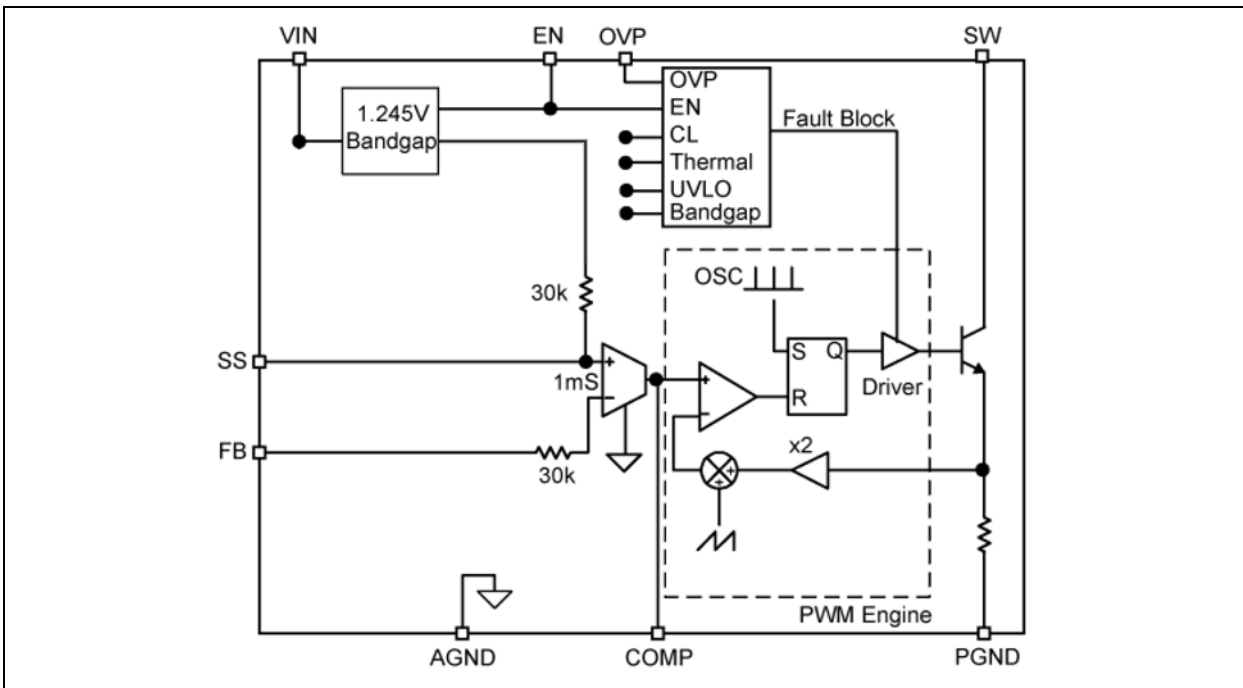 VIN
EN
OVP
SW
OVP
1.245V
Bandgap
EN
Fault Block
CL
Thermal
UVLO
Bandgap
OSC
30k
SS
S
Q
1mS
+
+
Driver
R
−
−
FB
x2
30k
+
+
PWM Engine
AGND
COMP
PGND